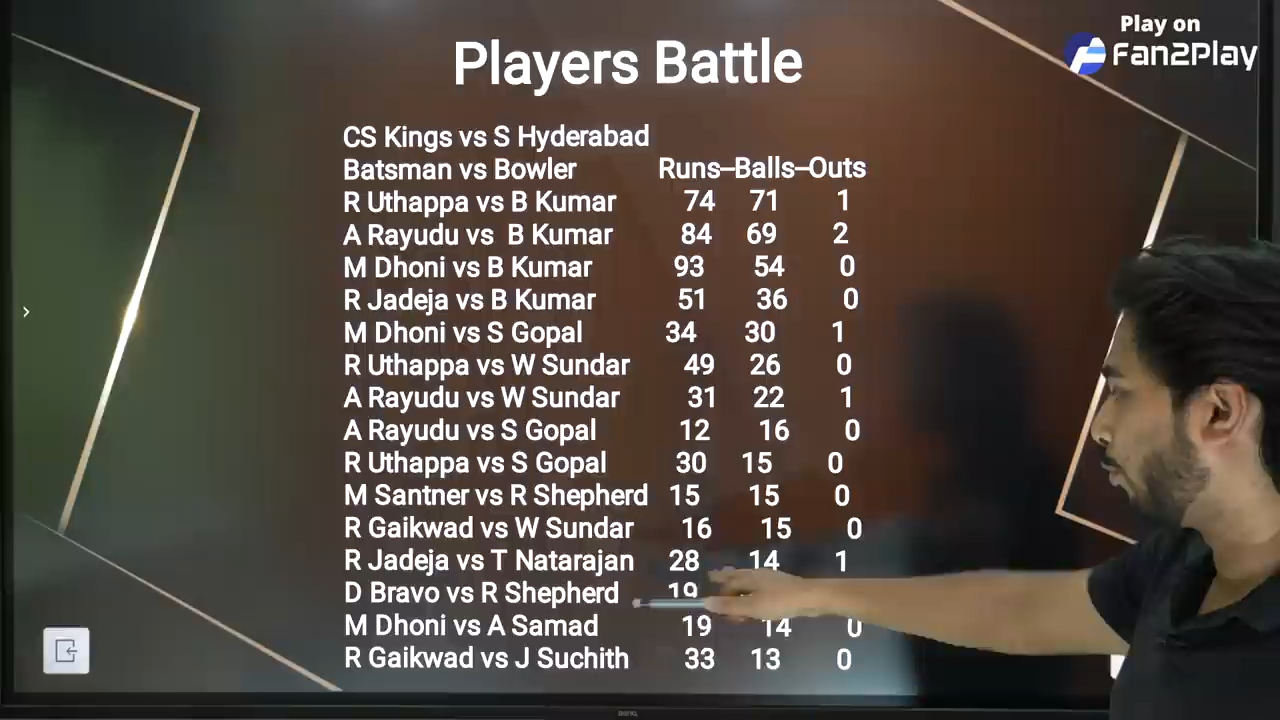 Play on
Fan2Play
Players Battle
CS Kings vs S Hyderabad
Batsman vs Bowler Runs–Balls–Outs
R Uthappa vs B Kumar 74 71 1
A Rayudu vs B Kumar 84 69 2
M Dhoni vs B Kumar 93 54 0
R Jadeja vs B Kumar 51 36 0
M Dhoni vs S Gopal 34 30 1
R Uthappa vs W Sundar 49 26 0
A Rayudu vs W Sundar 31 22 1
A Rayudu vs S Gopal 12 16 0
R Uthappa vs S Gopal 30 15 0
M Santner vs R Shepherd 15 15 0
R Gaikwad vs W Sundar 16 15 0
R Jadeja vs T Natarajan 28 14 1
D Bravo vs R Shepherd 19
M Dhoni vs A Samad 19 14 0
R Gaikwad vs J Suchith 33 13 0